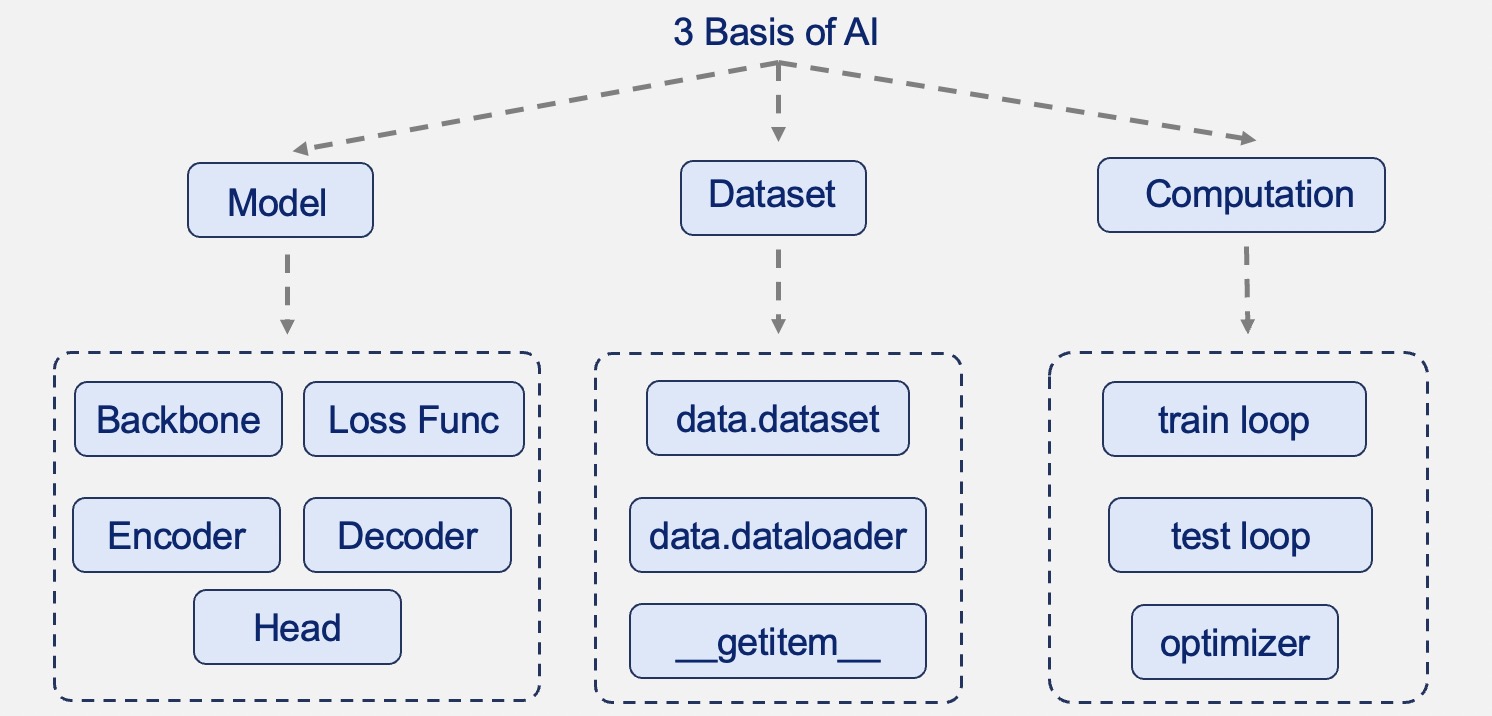 3 Basis of AI
Model
Dataset
Computation
Backbone
Loss Func
Encoder
Decoder
Head
data.dataset
data.dataloader
__getitem__
train loop
test loop
optimizer